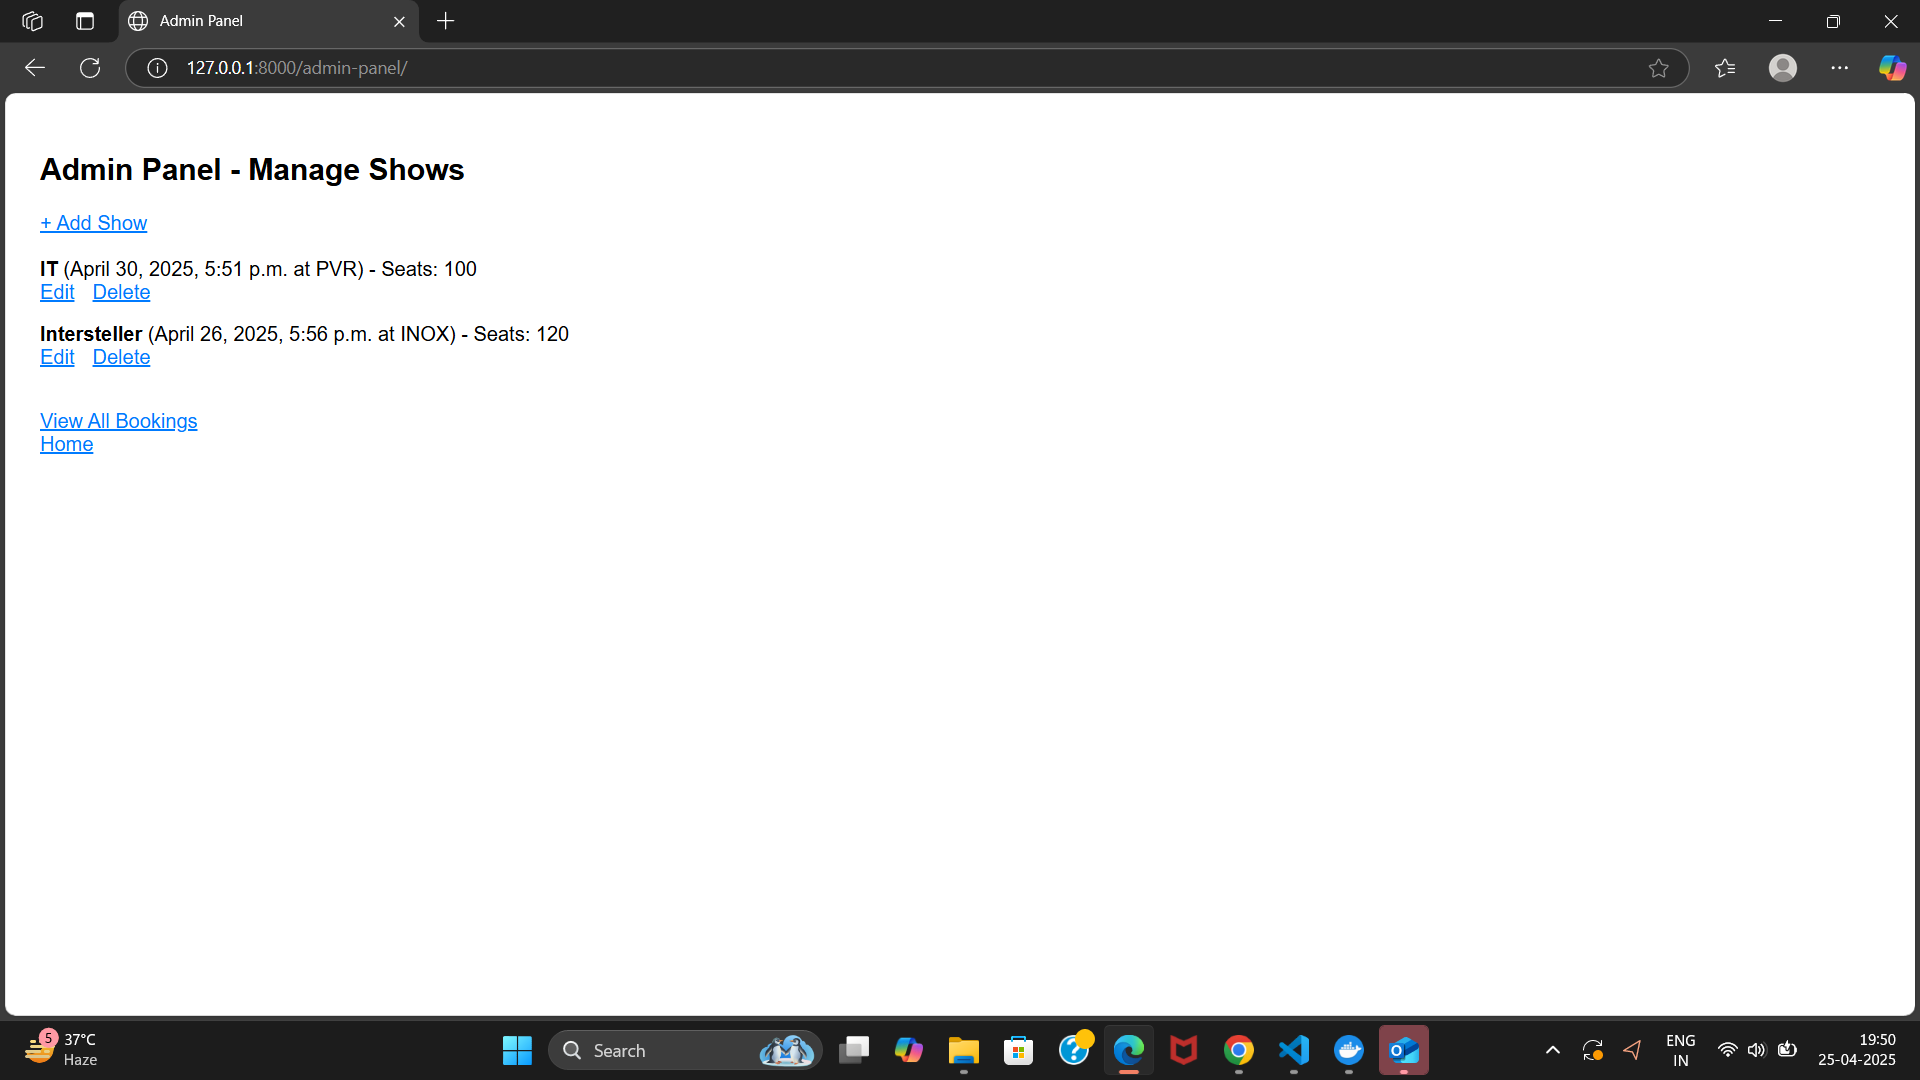 Admin Panel
127.0.0.1:8000/admin-panel/
Admin Panel - Manage Shows
+ Add Show
IT (April 30, 2025, 5:51 p.m. at PVR) - Seats: 100
Edit Delete
Intersteller (April 26, 2025, 5:56 p.m. at INOX) - Seats: 120
Edit Delete
View All Bookings
Home
5
37°C
Haze
Search
ENG
IN
19:50
25-04-2025